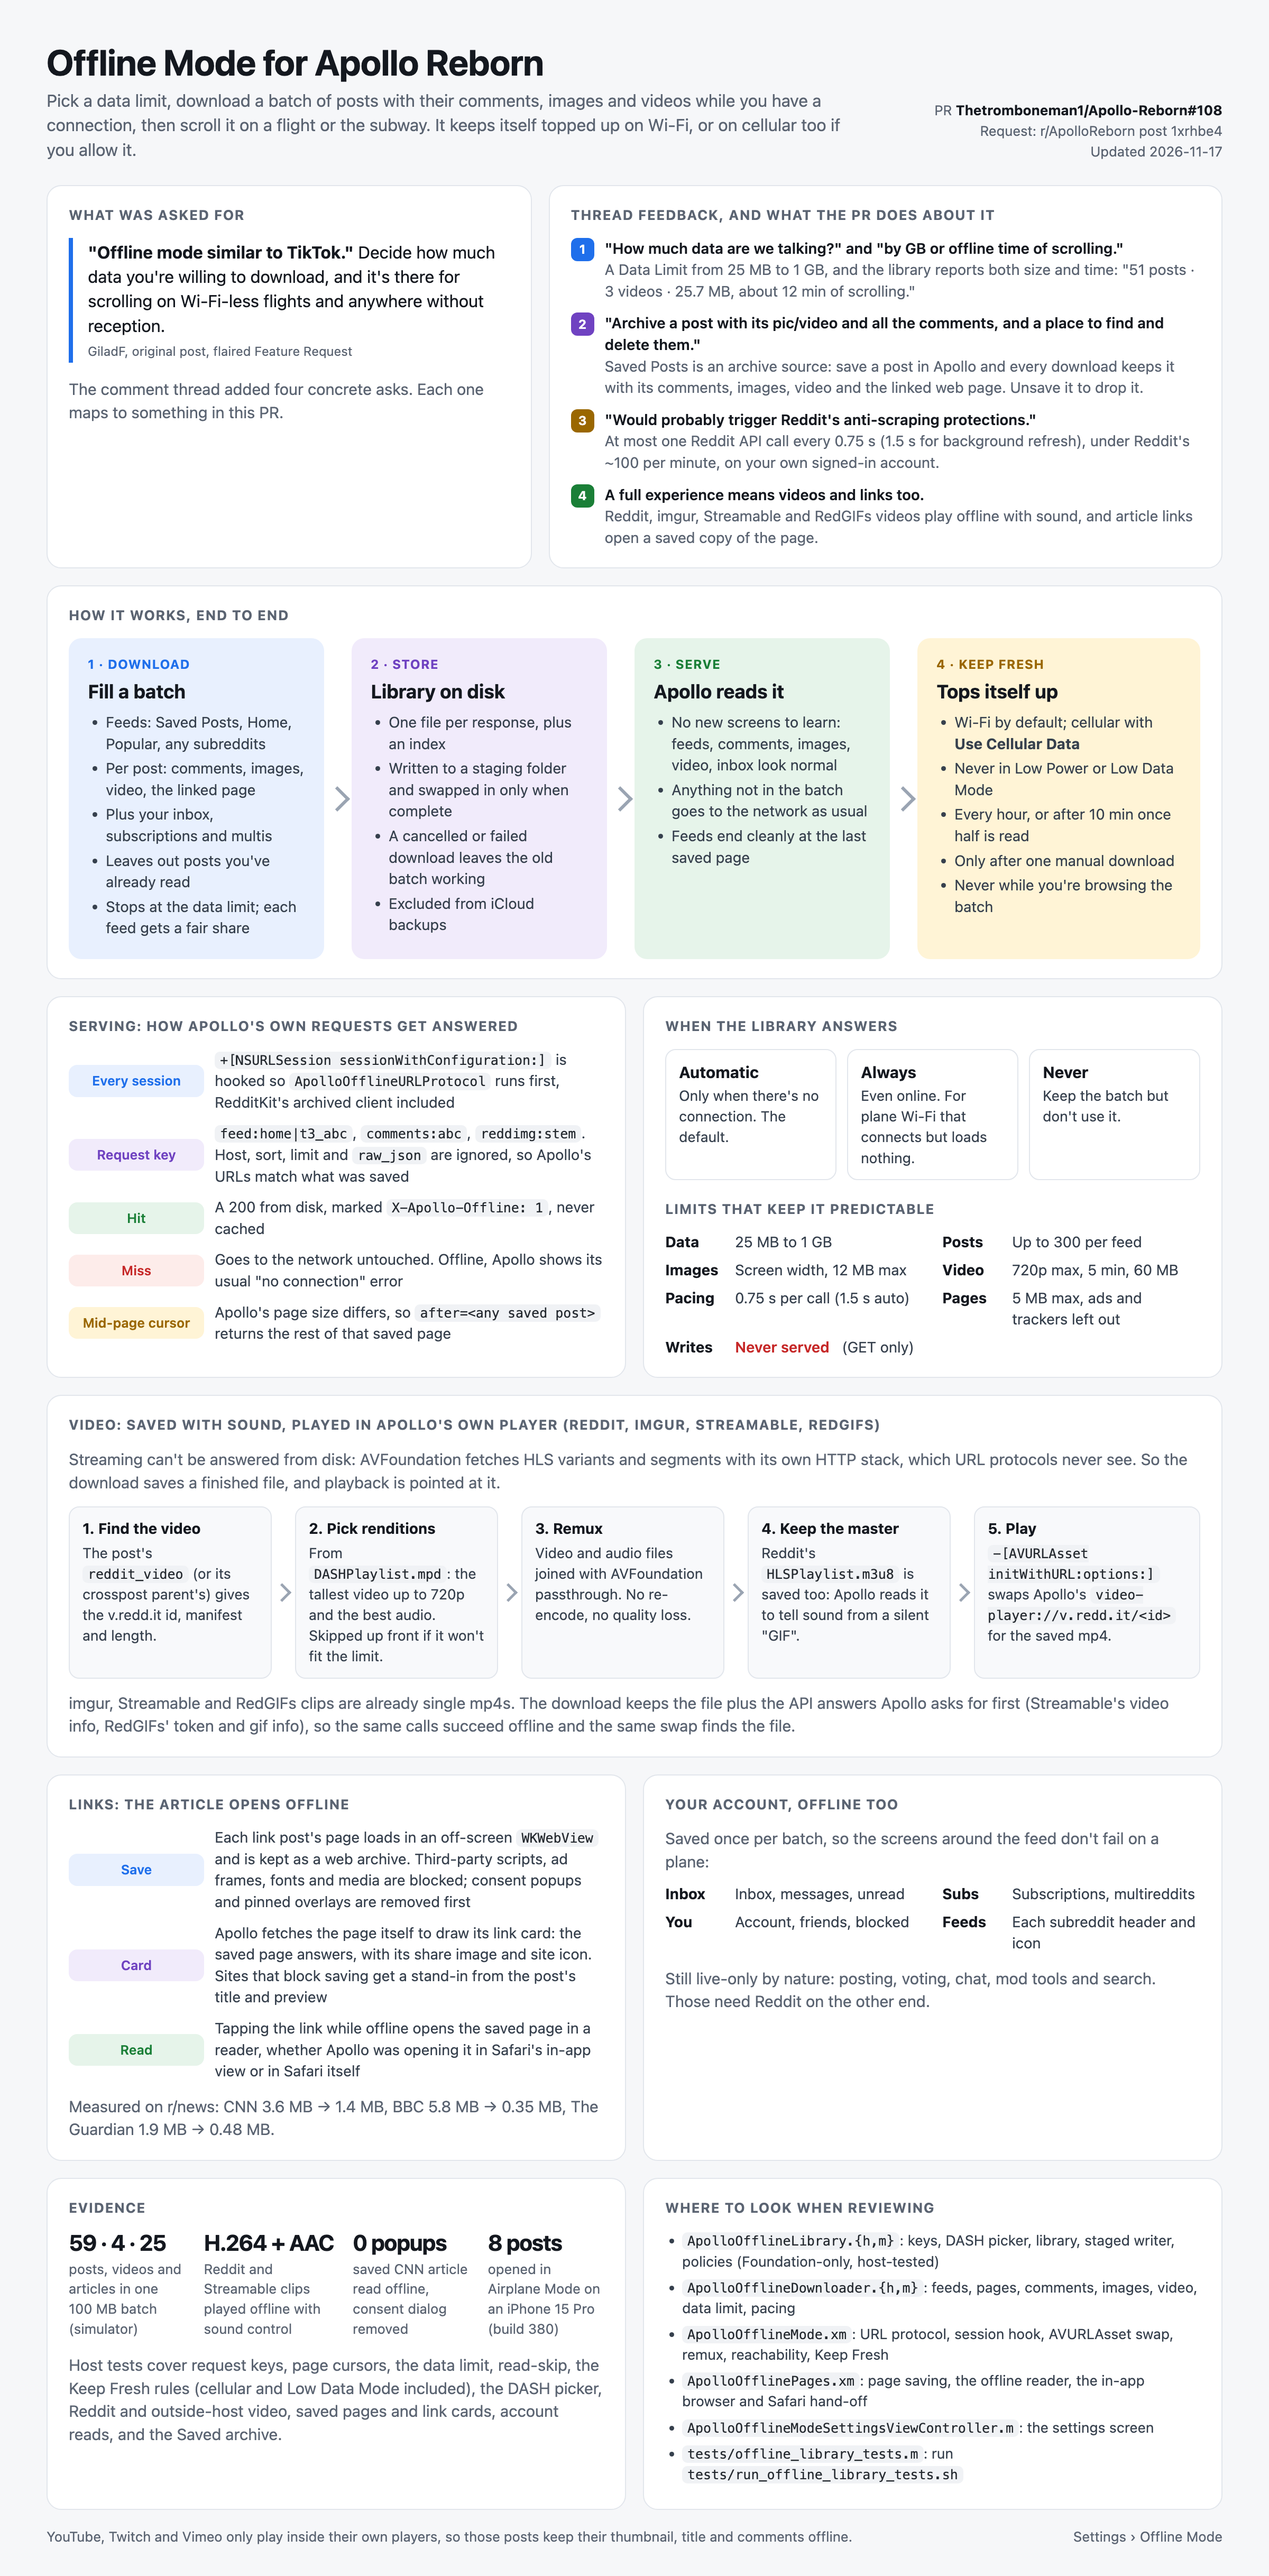 Offline Mode for Apollo Reborn
Pick a data limit, download a batch of posts with their comments, images and videos while you have a
connection, then scroll it on a flight or the subway. It keeps itself topped up on Wi-Fi, or on cellular too if
you allow it.
PR Thetromboneman1/Apollo-Reborn#108
Request: r/ApolloReborn post 1xrhbe4
Updated 2026-11-17
WHAT WAS ASKED FOR
"Offline mode similar to TikTok." Decide how much
data you're willing to download, and it's there for
scrolling on Wi-Fi-less flights and anywhere without
reception.
GiladF, original post, flaired Feature Request
The comment thread added four concrete asks. Each one
maps to something in this PR.
THREAD FEEDBACK, AND WHAT THE PR DOES ABOUT IT
1
"How much data are we talking?" and "by GB or offline time of scrolling."
A Data Limit from 25 MB to 1 GB, and the library reports both size and time: "51 posts ·
3 videos · 25.7 MB, about 12 min of scrolling."
2
"Archive a post with its pic/video and all the comments, and a place to find and
delete them."
Saved Posts is an archive source: save a post in Apollo and every download keeps it
with its comments, images, video and the linked web page. Unsave it to drop it.
3
"Would probably trigger Reddit's anti-scraping protections."
At most one Reddit API call every 0.75 s (1.5 s for background refresh), under Reddit's
~100 per minute, on your own signed-in account.
4
A full experience means videos and links too.
Reddit, imgur, Streamable and RedGIFs videos play offline with sound, and article links
open a saved copy of the page.
HOW IT WORKS, END TO END
1 · DOWNLOAD
Fill a batch
• Feeds: Saved Posts, Home,
Popular, any subreddits
• Per post: comments, images,
video, the linked page
• Plus your inbox,
subscriptions and multis
• Leaves out posts you've
already read
• Stops at the data limit; each
feed gets a fair share
2 · STORE
Library on disk
• One file per response, plus
an index
• Written to a staging folder
and swapped in only when
complete
• A cancelled or failed
download leaves the old
batch working
• Excluded from iCloud
backups
3 · SERVE
Apollo reads it
• No new screens to learn:
feeds, comments, images,
video, inbox look normal
• Anything not in the batch
goes to the network as usual
• Feeds end cleanly at the last
saved page
4 · KEEP FRESH
Tops itself up
• Wi-Fi by default; cellular with
Use Cellular Data
• Never in Low Power or Low Data
Mode
• Every hour, or after 10 min once
half is read
• Only after one manual download
• Never while you're browsing the
batch
SERVING: HOW APOLLO'S OWN REQUESTS GET ANSWERED
Every session
+[NSURLSession sessionWithConfiguration:] is
hooked so ApolloOfflineURLProtocol runs first,
RedditKit's archived client included
Request key
feed:home|t3_abc, comments:abc, reddimg:stem.
Host, sort, limit and raw_json are ignored, so Apollo's
URLs match what was saved
Hit
A 200 from disk, marked X-Apollo-Offline: 1, never
cached
Miss
Goes to the network untouched. Offline, Apollo shows its
usual "no connection" error
Mid-page cursor
Apollo's page size differs, so after=<any saved post>
returns the rest of that saved page
WHEN THE LIBRARY ANSWERS
Automatic
Only when there's no
connection. The
default.
Always
Even online. For
plane Wi-Fi that
connects but loads
nothing.
Never
Keep the batch but
don't use it.
LIMITS THAT KEEP IT PREDICTABLE
Data 25 MB to 1 GB Posts Up to 300 per feed
Images Screen width, 12 MB max Video 720p max, 5 min, 60 MB
Pacing 0.75 s per call (1.5 s auto) Pages 5 MB max, ads and
trackers left out
Writes Never served (GET only)
VIDEO: SAVED WITH SOUND, PLAYED IN APOLLO'S OWN PLAYER (REDDIT, IMGUR, STREAMABLE, REDGIFS)
Streaming can't be answered from disk: AVFoundation fetches HLS variants and segments with its own HTTP stack, which URL protocols never see. So the
download saves a finished file, and playback is pointed at it.
1. Find the video
The post's
reddit_video (or its
crosspost parent's) gives
the v.redd.it id, manifest
and length.
2. Pick renditions
From
DASHPlaylist.mpd: the
tallest video up to 720p
and the best audio.
Skipped up front if it won't
fit the limit.
3. Remux
Video and audio files
joined with AVFoundation
passthrough. No re-
encode, no quality loss.
4. Keep the master
Reddit's
HLSPlaylist.m3u8 is
saved too: Apollo reads it
to tell sound from a silent
"GIF".
5. Play
-[AVURLAsset
initWithURL:options:]
swaps Apollo's video-
player://v.redd.it/<id>
for the saved mp4.
imgur, Streamable and RedGIFs clips are already single mp4s. The download keeps the file plus the API answers Apollo asks for first (Streamable's video
info, RedGIFs' token and gif info), so the same calls succeed offline and the same swap finds the file.
LINKS: THE ARTICLE OPENS OFFLINE
Save
Each link post's page loads in an off-screen WKWebView
and is kept as a web archive. Third-party scripts, ad
frames, fonts and media are blocked; consent popups
and pinned overlays are removed first
Card
Apollo fetches the page itself to draw its link card: the
saved page answers, with its share image and site icon.
Sites that block saving get a stand-in from the post's
title and preview
Read
Tapping the link while offline opens the saved page in a
reader, whether Apollo was opening it in Safari's in-app
view or in Safari itself
Measured on r/news: CNN 3.6 MB → 1.4 MB, BBC 5.8 MB → 0.35 MB, The
Guardian 1.9 MB → 0.48 MB.
YOUR ACCOUNT, OFFLINE TOO
Saved once per batch, so the screens around the feed don't fail on a
plane:
Inbox Inbox, messages, unread Subs Subscriptions, multireddits
You Account, friends, blocked Feeds Each subreddit header and
icon
Still live-only by nature: posting, voting, chat, mod tools and search.
Those need Reddit on the other end.
EVIDENCE
59 · 4 · 25
posts, videos and
articles in one
100 MB batch
(simulator)
H.264 + AAC
Reddit and
Streamable clips
played offline with
sound control
0 popups
saved CNN article
read offline,
consent dialog
removed
8 posts
opened in
Airplane Mode on
an iPhone 15 Pro
(build 380)
Host tests cover request keys, page cursors, the data limit, read-skip, the
Keep Fresh rules (cellular and Low Data Mode included), the DASH picker,
Reddit and outside-host video, saved pages and link cards, account
reads, and the Saved archive.
WHERE TO LOOK WHEN REVIEWING
• ApolloOfflineLibrary.{h,m}: keys, DASH picker, library, staged writer,
policies (Foundation-only, host-tested)
• ApolloOfflineDownloader.{h,m}: feeds, pages, comments, images, video,
data limit, pacing
• ApolloOfflineMode.xm: URL protocol, session hook, AVURLAsset swap,
remux, reachability, Keep Fresh
• ApolloOfflinePages.xm: page saving, the offline reader, the in-app
browser and Safari hand-off
• ApolloOfflineModeSettingsViewController.m: the settings screen
• tests/offline_library_tests.m: run
tests/run_offline_library_tests.sh
YouTube, Twitch and Vimeo only play inside their own players, so those posts keep their thumbnail, title and comments offline.
Settings › Offline Mode